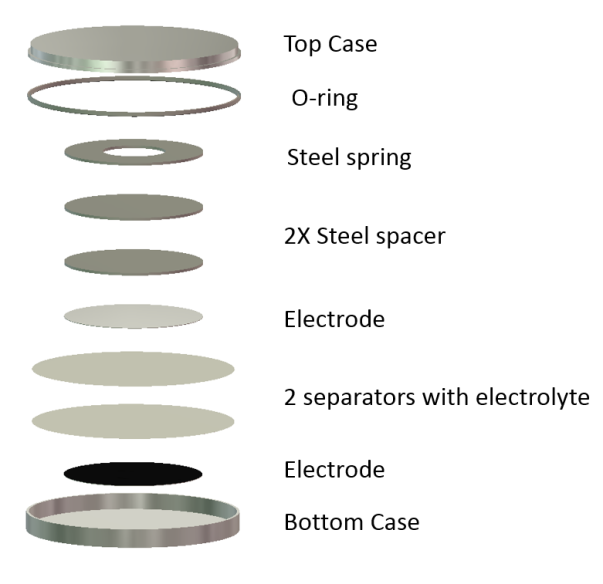 Top Case
O-ring
Steel spring
2X Steel spacer
Electrode
2 separators with electrolyte
Electrode
Bottom Case